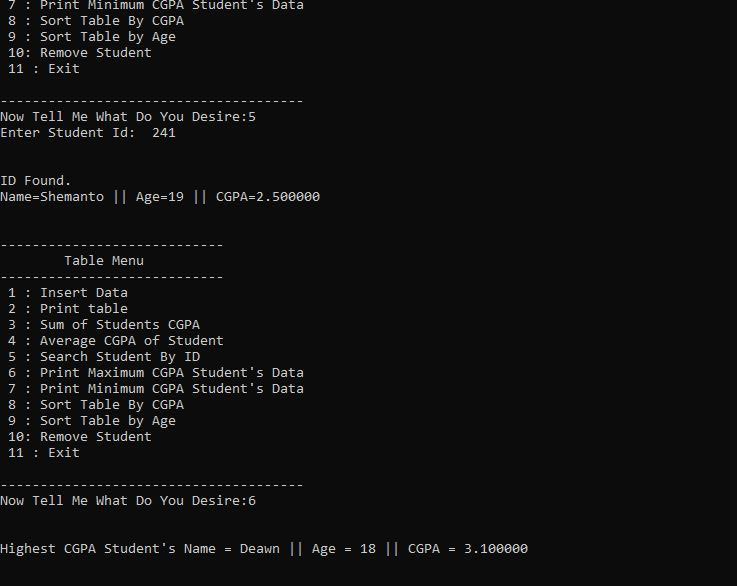 7 : Print Minimum CGPA Student's Data
8 : Sort Table By CGPA
9 : Sort Table by Age
10: Remove Student
11 : Exit
--------------------------------------
Now Tell Me What Do You Desire:5
Enter Student Id:  241
ID Found.
Name=Shemanto || Age=19 || CGPA=2.500000
----------------------------
Table Menu
----------------------------
1 : Insert Data
2 : Print table
3 : Sum of Students CGPA
4 : Average CGPA of Student
5 : Search Student By ID
6 : Print Maximum CGPA Student's Data
7 : Print Minimum CGPA Student's Data
8 : Sort Table By CGPA
9 : Sort Table by Age
10: Remove Student
11 : Exit
--------------------------------------
Now Tell Me What Do You Desire:6
Highest CGPA Student's Name = Deawn || Age = 18 || CGPA = 3.100000